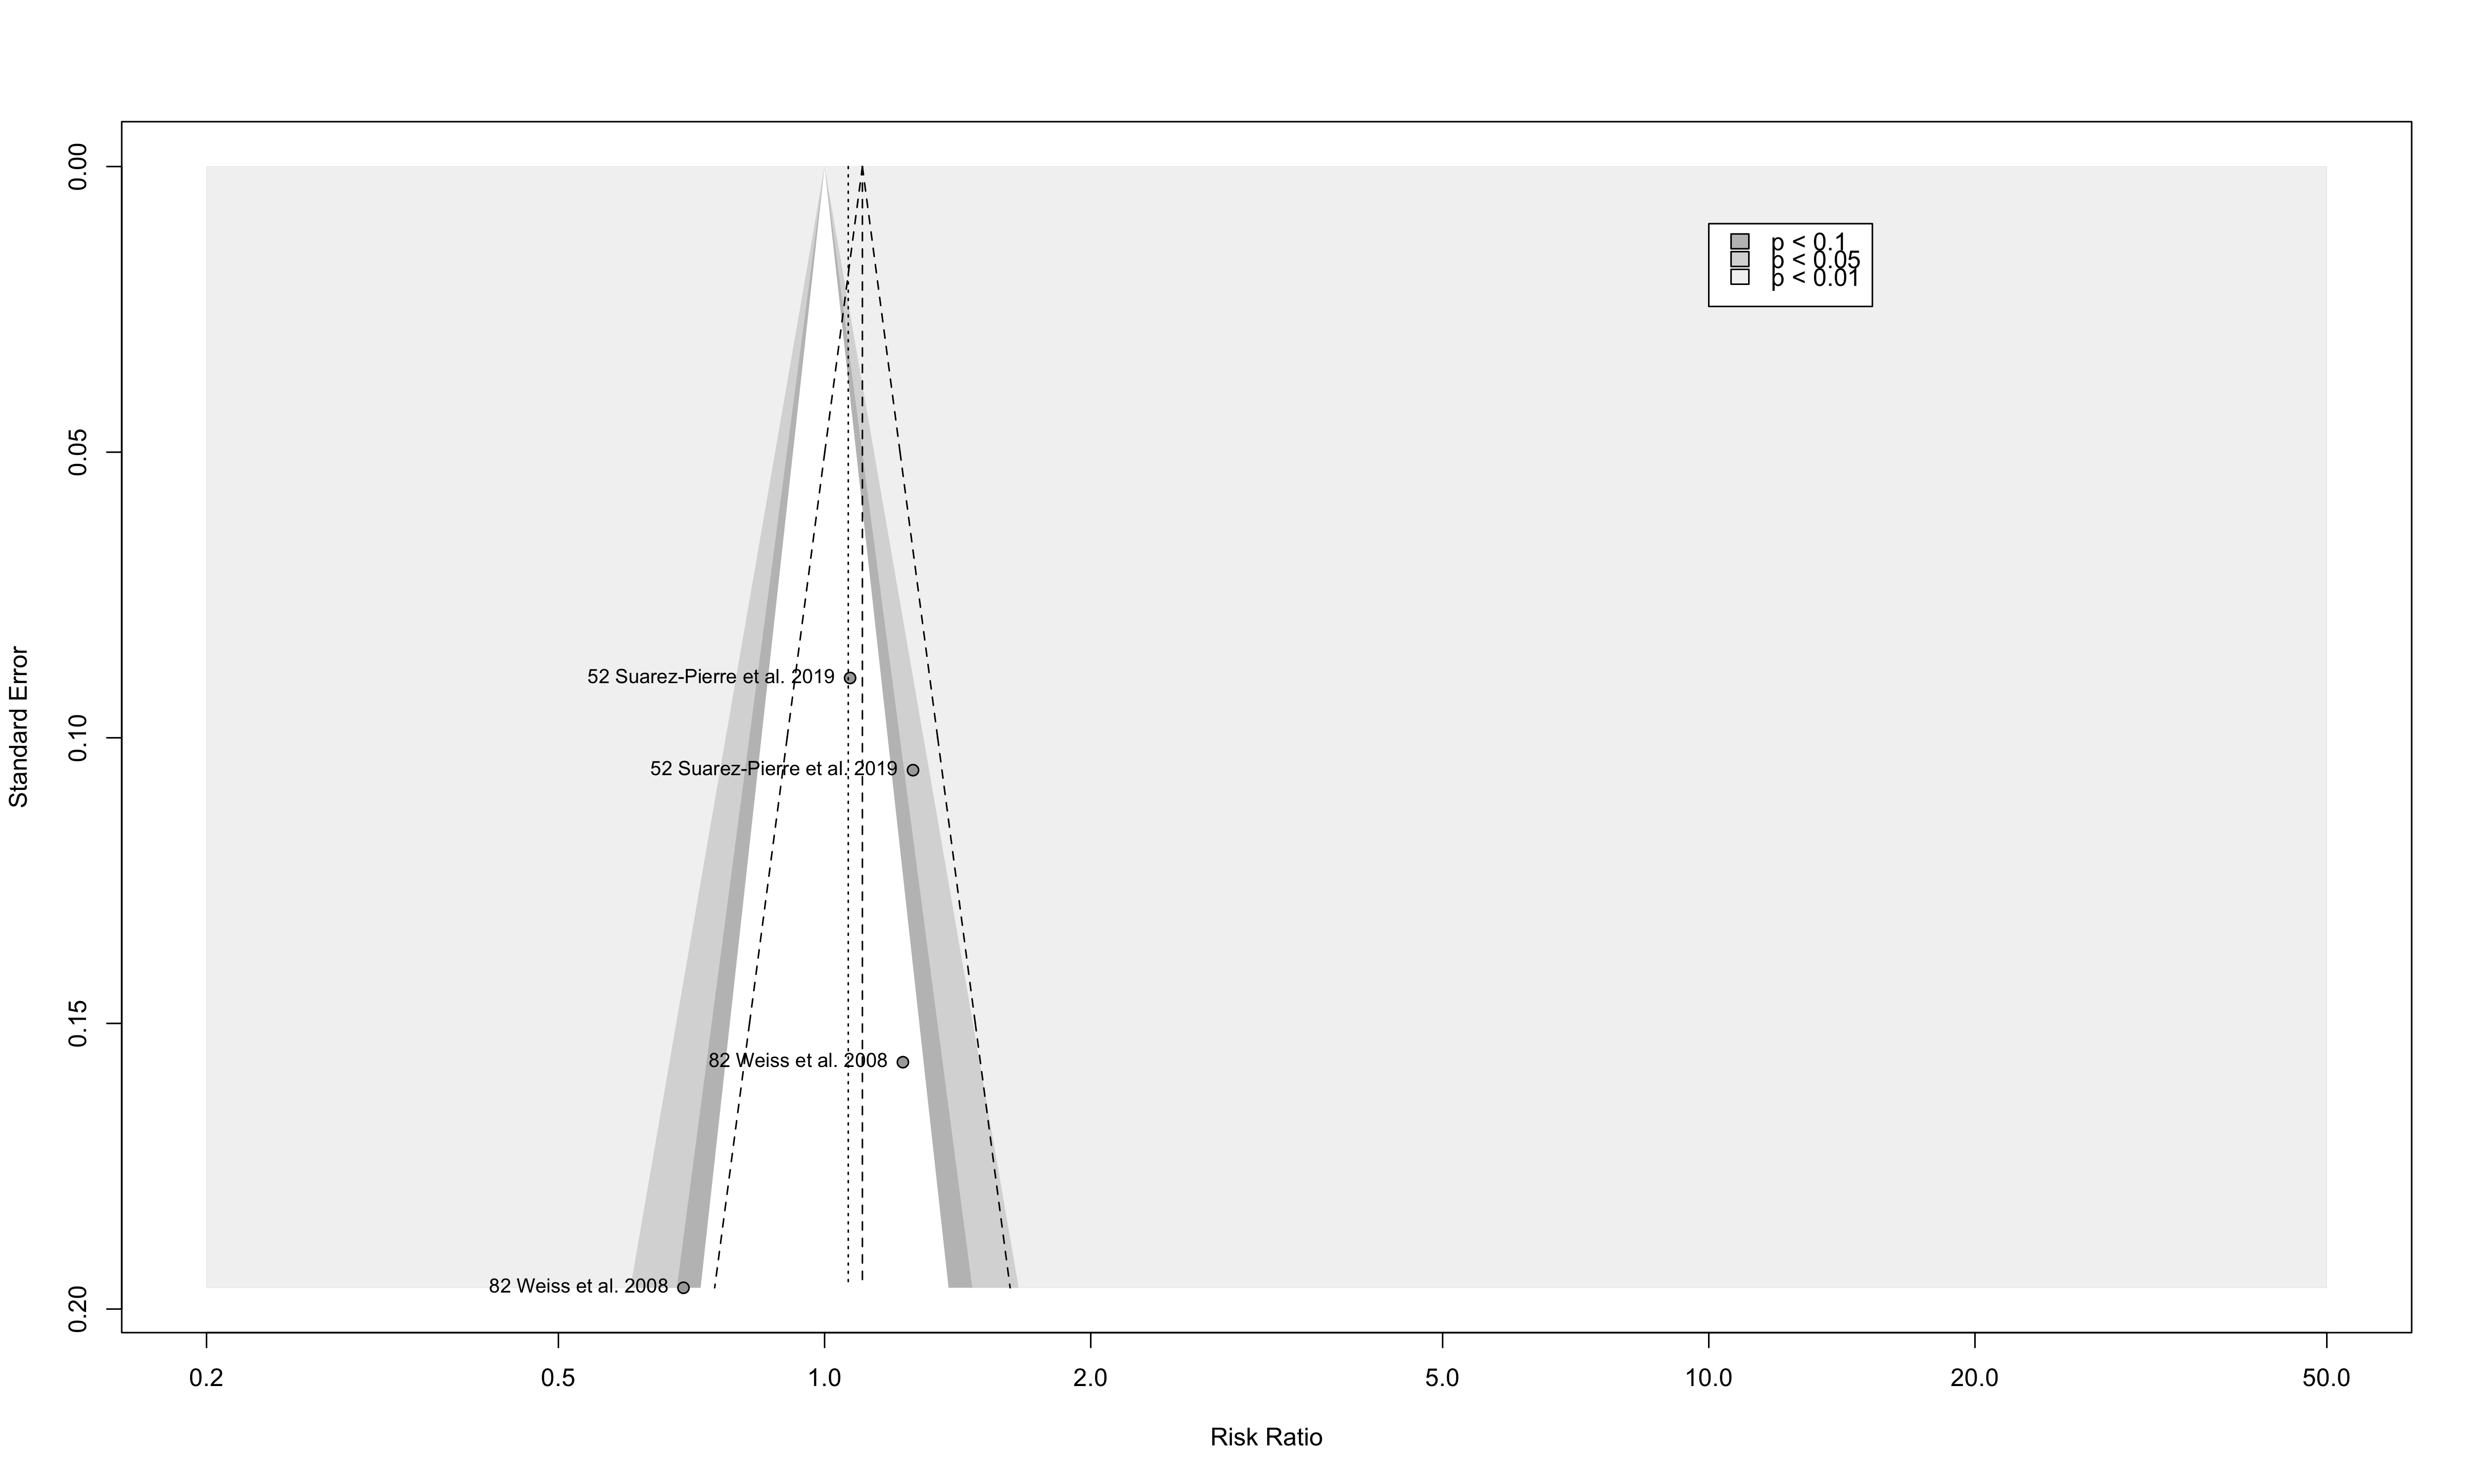 0.00
0.05
0.10
0.15
0.20
Standard Error
p < 0.1
p < 0.05
p < 0.01
52 Suarez-Pierre et al. 2019
52 Suarez-Pierre et al. 2019
82 Weiss et al. 2008
82 Weiss et al. 2008
0.2 0.5 1.0 2.0 5.0 10.0 20.0 50.0
Risk Ratio